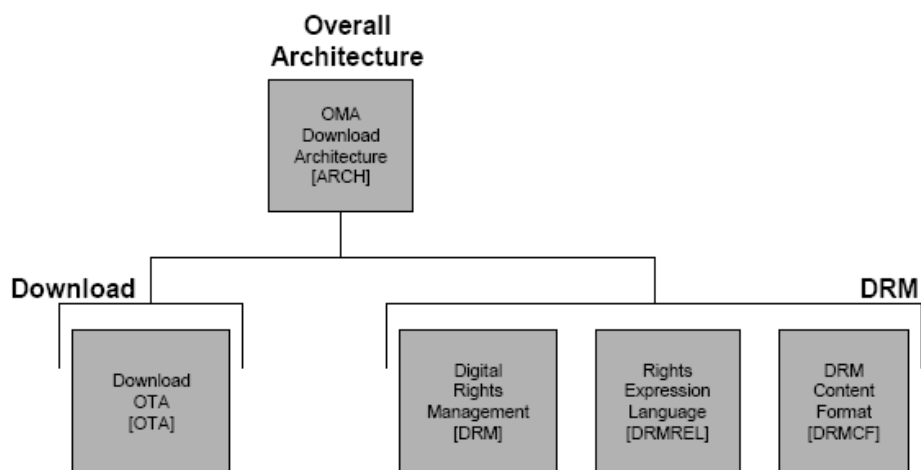 Overall
Architecture
OMA
Download
Architecture
[ARCH]
Download
DRM
Download
OTA
[OTA]
Digital
Rights
Management
[DRM]
Rights
Expression
Language
[DRMREL]
DRM
Content
Format
[DRMCF]